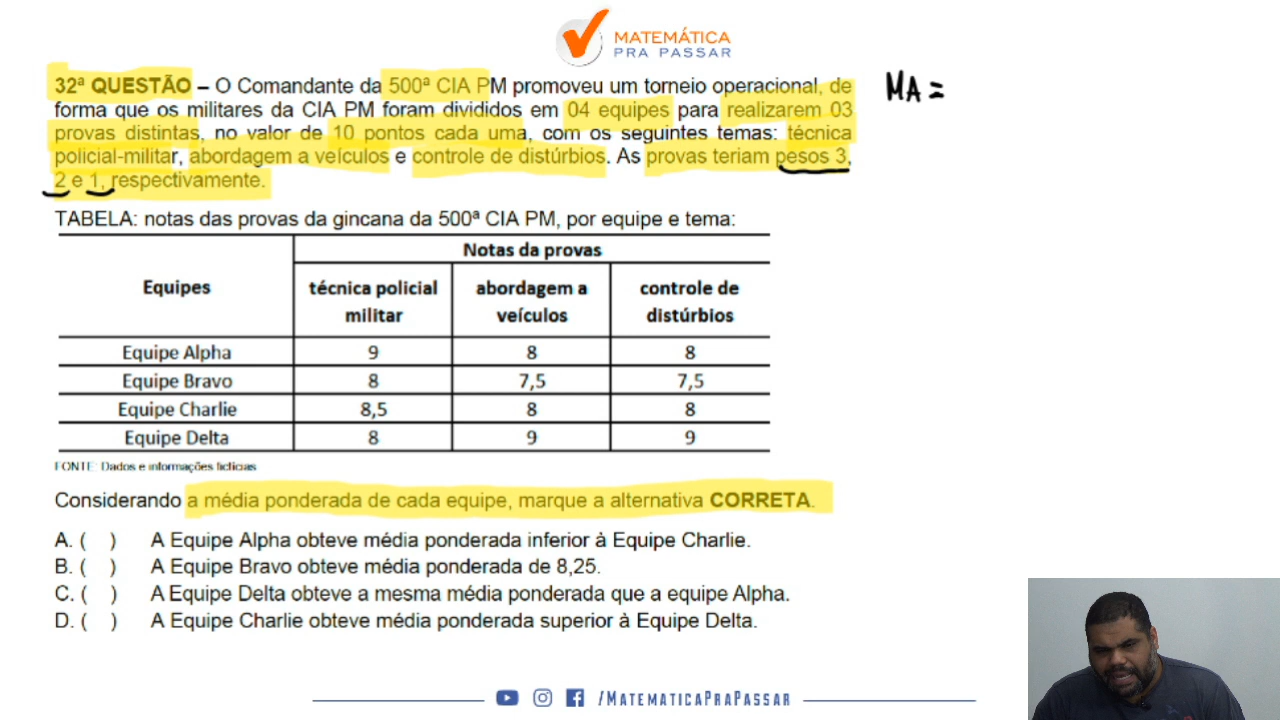 MATEMÁTICA
PRA PASSAR
32ª QUESTÃO – O Comandante da 500ª CIA PM promoveu um torneio operacional, de
forma que os militares da CIA PM foram divididos em 04 equipes para realizarem 03
provas distintas, no valor de 10 pontos cada uma, com os seguintes temas: técnica
policial-militar, abordagem a veículos e controle de distúrbios. As provas teriam pesos 3,
2 e 1, respectivamente.
MA =
TABELA: notas das provas da gincana da 500ª CIA PM, por equipe e tema:
Equipes
Notas da provas
técnica policial militar
abordagem a veículos
controle de distúrbios
Equipe Alpha 9 8 8
Equipe Bravo 8 7,5 7,5
Equipe Charlie 8,5 8 8
Equipe Delta 8 9 9
FONTE: Dados e informações fictícias
Considerando a média ponderada de cada equipe, marque a alternativa CORRETA.
A. ( ) A Equipe Alpha obteve média ponderada inferior à Equipe Charlie.
B. ( ) A Equipe Bravo obteve média ponderada de 8,25.
C. ( ) A Equipe Delta obteve a mesma média ponderada que a equipe Alpha.
D. ( ) A Equipe Charlie obteve média ponderada superior à Equipe Delta.
/MATEMATICAPRAPASSAR